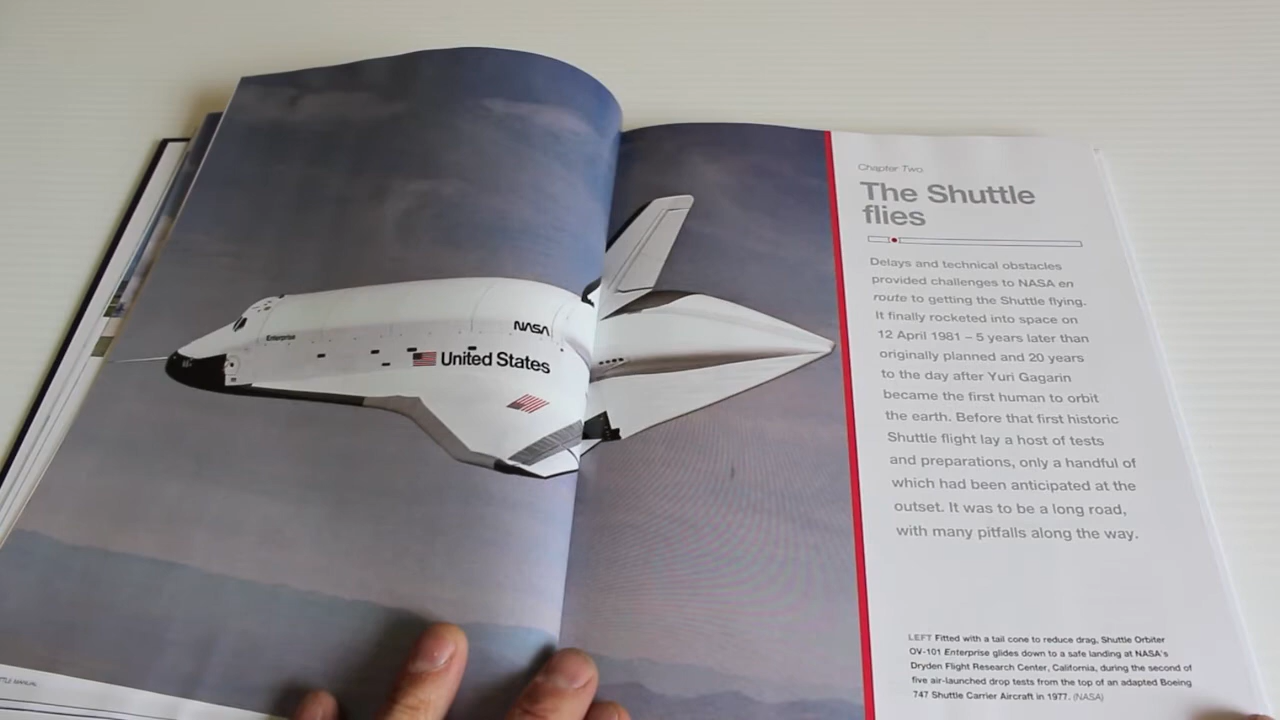 Enterprise
NASA
United States
TTLE MANUAL
Chapter Two
The Shuttle
flies
Delays and technical obstacles
provided challenges to NASA en
route to getting the Shuttle flying.
It finally rocketed into space on
12 April 1981 – 5 years later than
originally planned and 20 years
to the day after Yuri Gagarin
became the first human to orbit
the earth. Before that first historic
Shuttle flight lay a host of tests
and preparations, only a handful of
which had been anticipated at the
outset. It was to be a long road,
with many pitfalls along the way.
LEFT Fitted with a tail cone to reduce drag, Shuttle Orbiter
OV-101 Enterprise glides down to a safe landing at NASA's
Dryden Flight Research Center, California, during the second of
five air-launched drop tests from the top of an adapted Boeing
747 Shuttle Carrier Aircraft in 1977. (NASA)